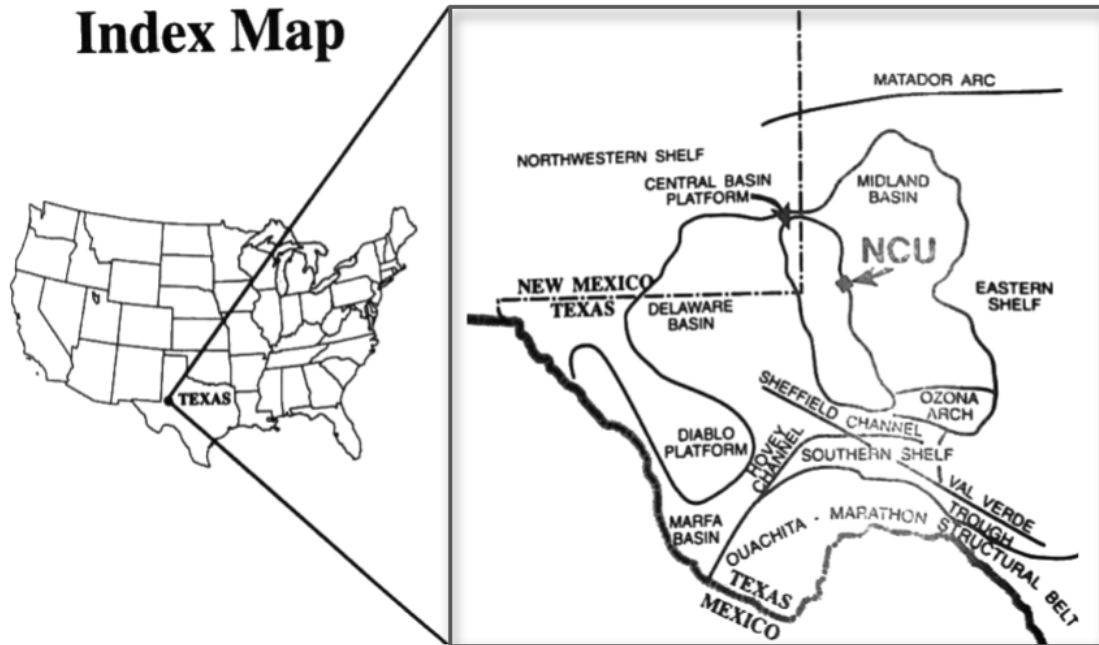 Index Map
TEXAS
MATADOR ARC
NORTHWESTERN SHELF
CENTRAL BASIN
PLATFORM
MIDLAND
BASIN
NCU
NEW MEXICO
TEXAS
DELAWARE
BASIN
EASTERN
SHELF
SHEFFIELD CHANNEL
OZONA
ARCH
DIABLO
PLATFORM
HOVEY
CHANNEL
SOUTHERN SHELF
VAL VERDE
TROUGH
MARFA
BASIN
OUACHITA - MARATHON STRUCTURAL BELT
TEXAS
MEXICO